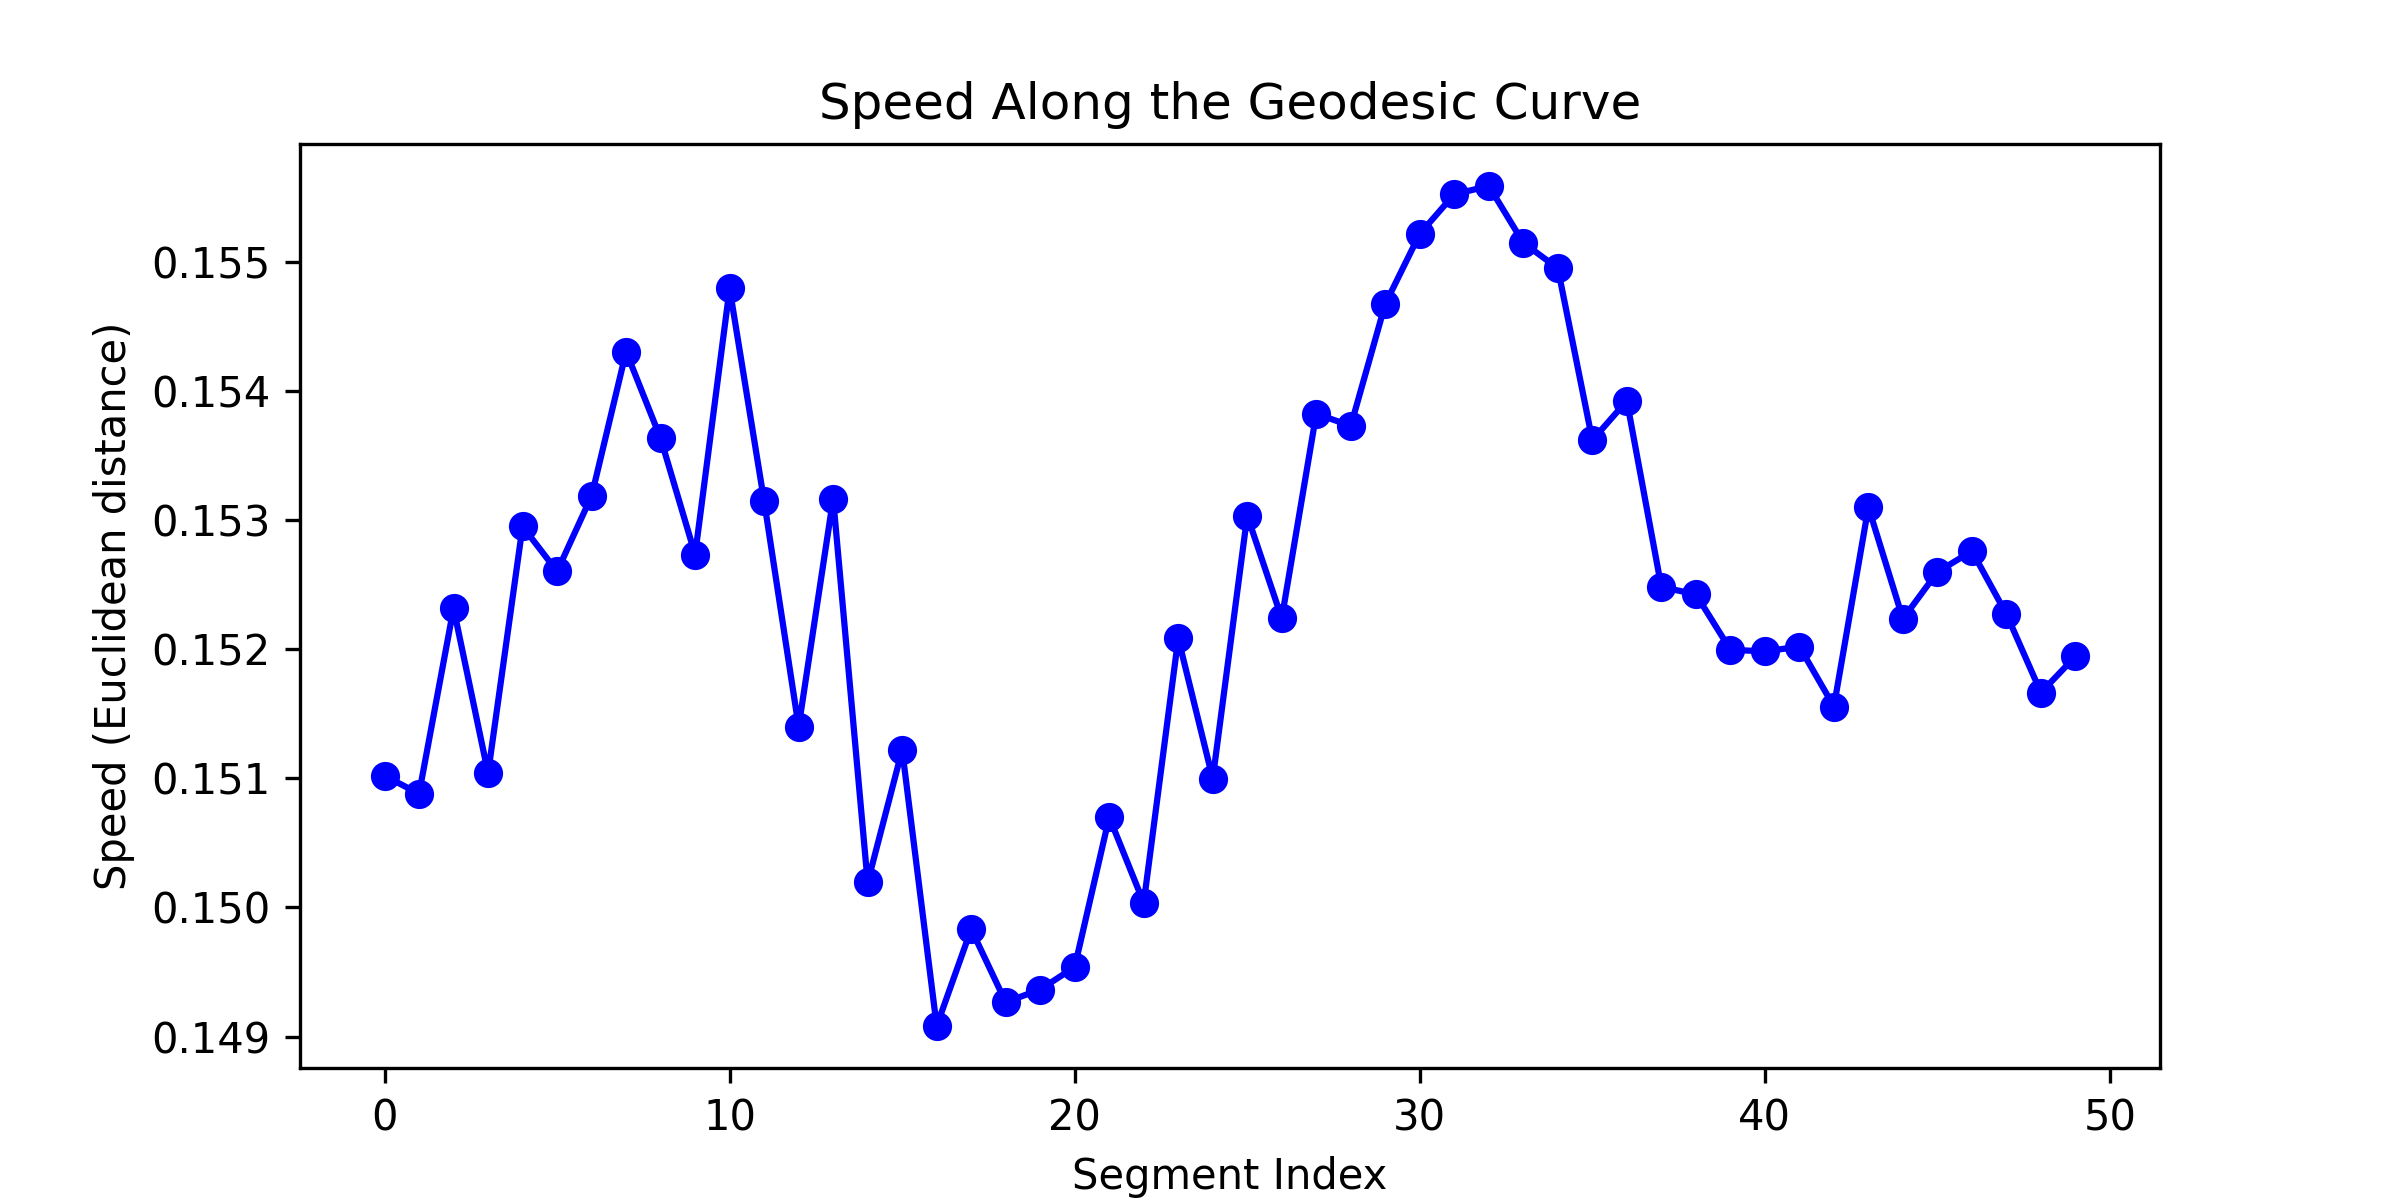 Speed Along the Geodesic Curve
Speed (Euclidean distance)
0.155
0.154
0.153
0.152
0.151
0.150
0.149
0 10 20 30 40 50
Segment Index